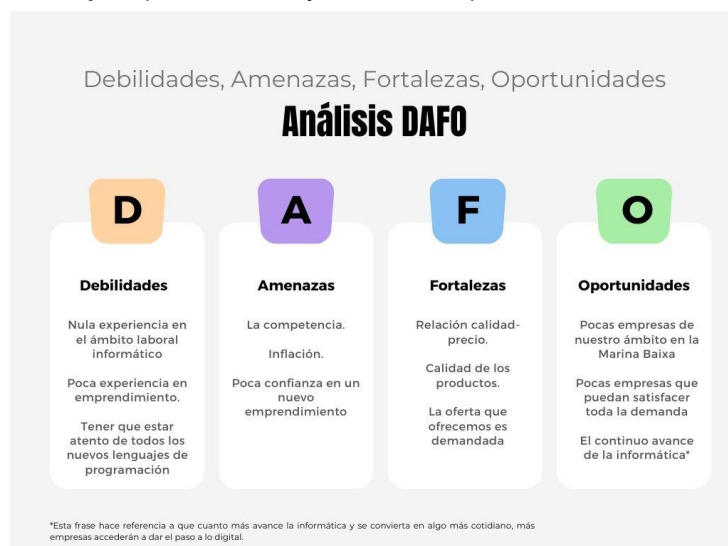 Debilidades, Amenazas, Fortalezas, Oportunidades
Análisis DAFO
D
Debilidades
Nula experiencia en
el ámbito laboral
informático
Poca experiencia en
emprendimiento.
Tener que estar
atento de todos los
nuevos lenguajes de
programación
A
Amenazas
La competencia.
Inflación.
Poca confianza en un
nuevo
emprendimiento
F
Fortalezas
Relación calidad-
precio.
Calidad de los
productos.
La oferta que
ofrecemos es
demandada
O
Oportunidades
Pocas empresas de
nuestro ámbito en la
Marina Baixa
Pocas empresas que
puedan satisfacer
toda la demanda
El continuo avance
de la informática*
*Esta frase hace referencia a que cuanto más avance la informática y se convierta en algo más cotidiano, más
empresas accederán a dar el paso a lo digital.